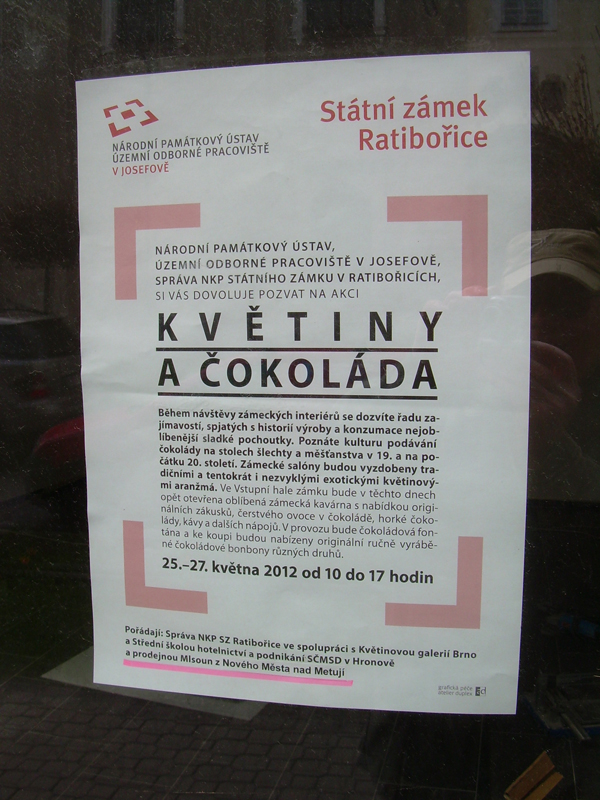 NÁRODNÍ PAMÁTKOVÝ ÚSTAV
ÚZEMNÍ ODBORNÉ PRACOVIŠTĚ
V JOSEFOVĚ
Státní zámek
Ratibořice
NÁRODNÍ PAMÁTKOVÝ ÚSTAV,
ÚZEMNÍ ODBORNÉ PRACOVIŠTĚ V JOSEFOVĚ,
SPRÁVA NKP STÁTNÍHO ZÁMKU V RATIBOŘICÍCH,
SI VÁS DOVOLUJE POZVAT NA AKCI
KVĚTINY
A ČOKOLÁDA
Během návštěvy zámeckých interiérů se dozvíte řadu za-
jímavostí, spjatých s historií výroby a konzumace nejob-
líbenější sladké pochoutky. Poznáte kulturu podávání
čokolády na stolech šlechty a měšťanstva v 19. a na po-
čátku 20. století. Zámecké salóny budou vyzdobeny tra-
dičními a tentokrát i nezvyklými exotickými květinový-
mi aranžmá. Ve Vstupní hale zámku bude v těchto dnech
opět otevřena oblíbená zámecká kavárna s nabídkou origi-
nálních zákusků, čerstvého ovoce v čokoládě, horké čoko-
lády, kávy a dalších nápojů. V provozu bude čokoládová fon-
tána a ke koupi budou nabízeny originální ručně vyrábě-
né čokoládové bonbony různých druhů.
25.–27. května 2012 od 10 do 17 hodin
Pořádají: Správa NKP SZ Ratibořice ve spolupráci s Květinovou galerií Brno
a Střední školou hotelnictví a podnikání SČMSD v Hronově
a prodejnou Mlsoun z Nového Města nad Metují
grafická péče
atelier duplex